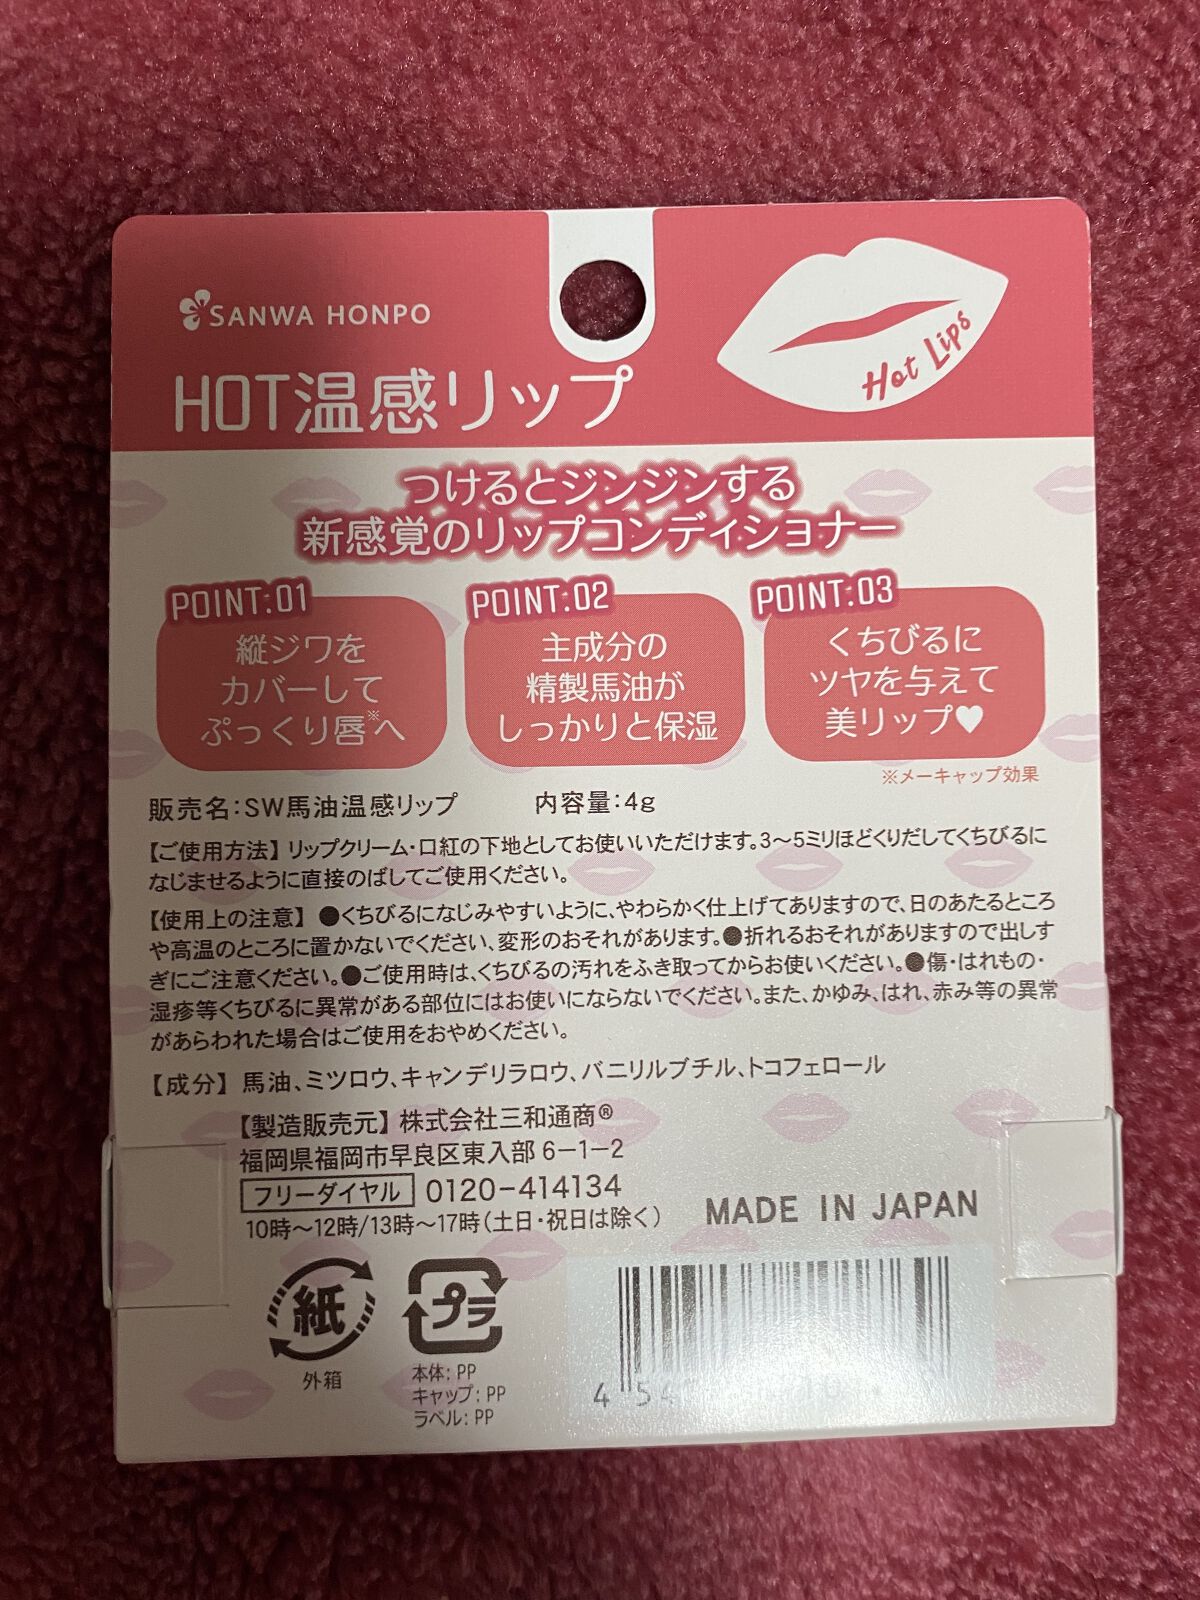 SANWA HONPO
HOT温感リップ
Hot Lips
つけるとジンジンする
新感覚のリップコンディショナー
POINT.01
縦ジワを
カバーして
ぷっくり唇※へ
POINT.02
主成分の
精製馬油が
しっかりと保湿
POINT.03
くちびるに
ツヤを与えて
美リップ♥
※メーキャップ効果
販売名:SW馬油温感リップ 内容量:4g
【ご使用方法】リップクリーム・口紅の下地としてお使いいただけます。3〜5ミリほどくりだしてくちびるに
なじませるように直接のばしてご使用ください。
【使用上の注意】●くちびるになじみやすいように、やわらかく仕上げてありますので、日のあたるところ
や高温のところに置かないでください、変形のおそれがあります。●折れるおそれがありますので出しす
ぎにご注意ください。●ご使用時は、くちびるの汚れをふき取ってからお使いください。●傷・はれもの・
湿疹等くちびるに異常がある部位にはお使いにならないでください。また、かゆみ、はれ、赤み等の異常
があらわれた場合はご使用をおやめください。
【成分】馬油、ミツロウ、キャンデリラロウ、バニリルブチル、トコフェロール
【製造販売元】株式会社三和通商®
福岡県福岡市早良区東入部6-1-2
フリーダイヤル 0120-414134
10時〜12時/13時〜17時(土日・祝日は除く)
MADE IN JAPAN
紙
外箱
プラ
本体:PP
キャップ:PP
ラベル:PP
4 54